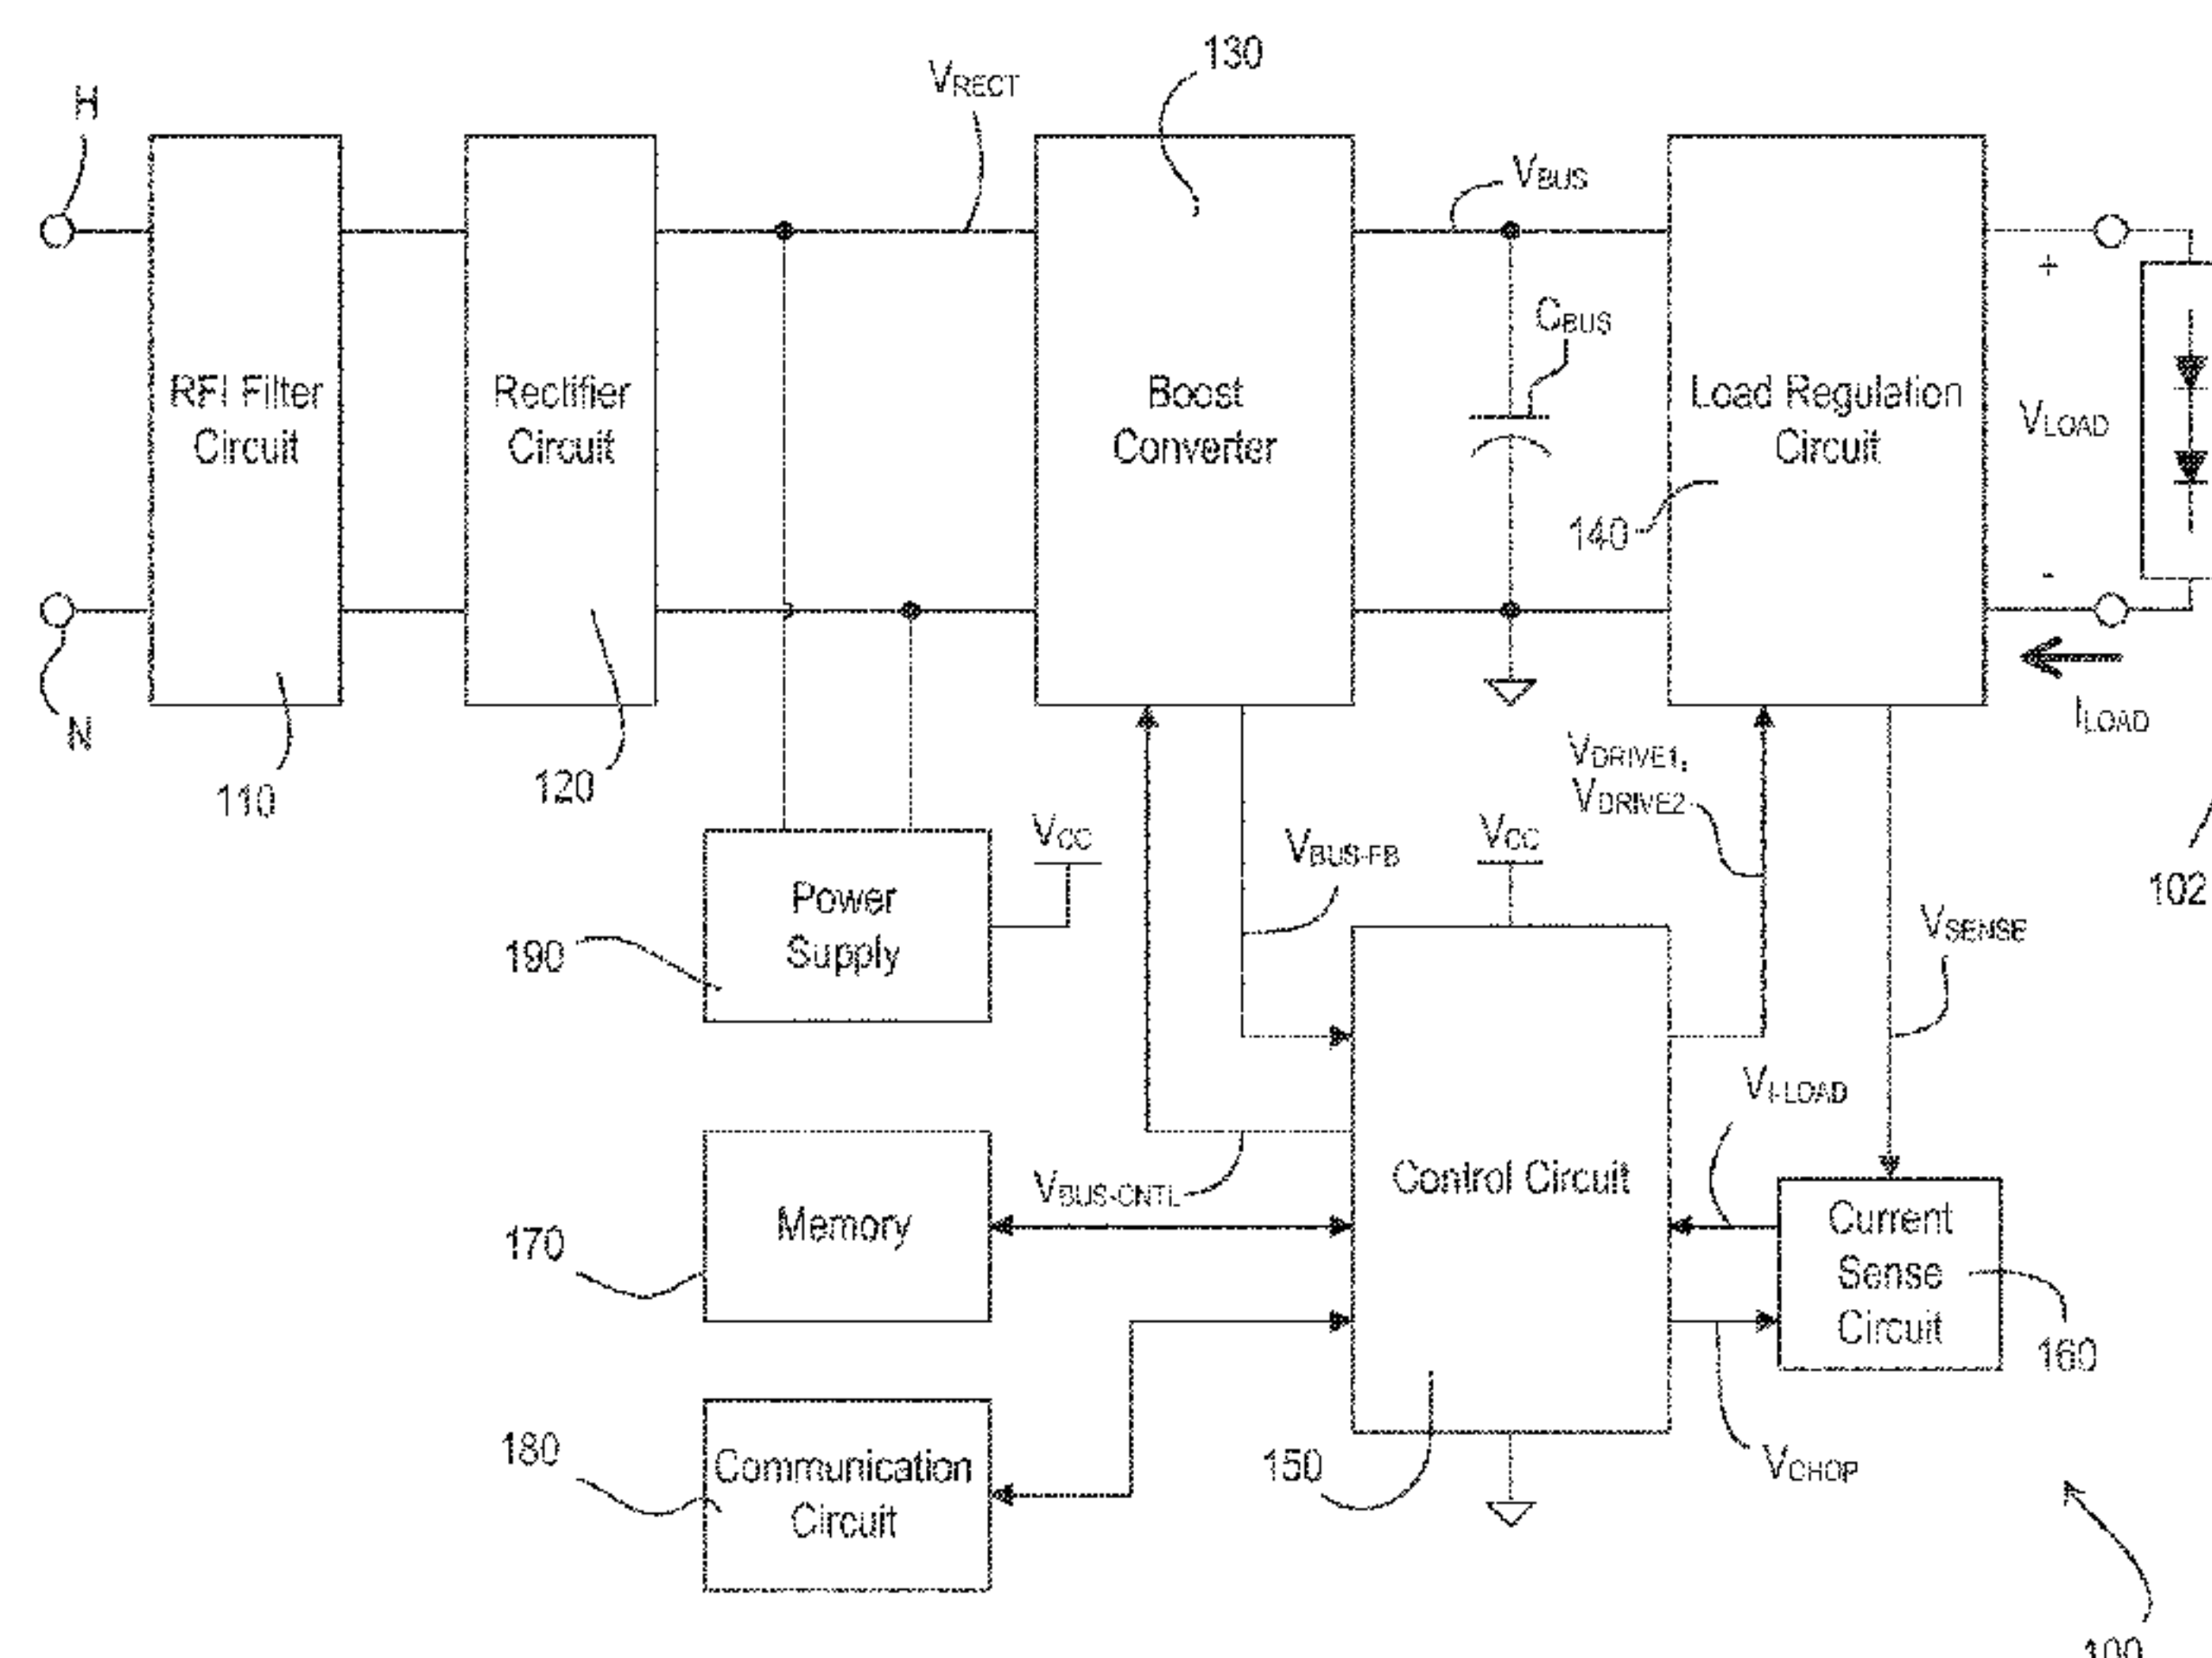 130
H
VRECT
VBUS
+
CBUS
RFI Filter
Circuit
Rectifier
Circuit
Boost
Converter
Load Regulation
Circuit
VLOAD
140
-
N
ILOAD
110
120
VDRIVE1,
VDRIVE2
VCC
VBUS-FB
VCC
102
Power
Supply
190
VSENSE
VI-LOAD
VBUS-CNTL
Control Circuit
Memory
170
Current
Sense
Circuit
160
180
Communication
Circuit
150
VCHOP
100